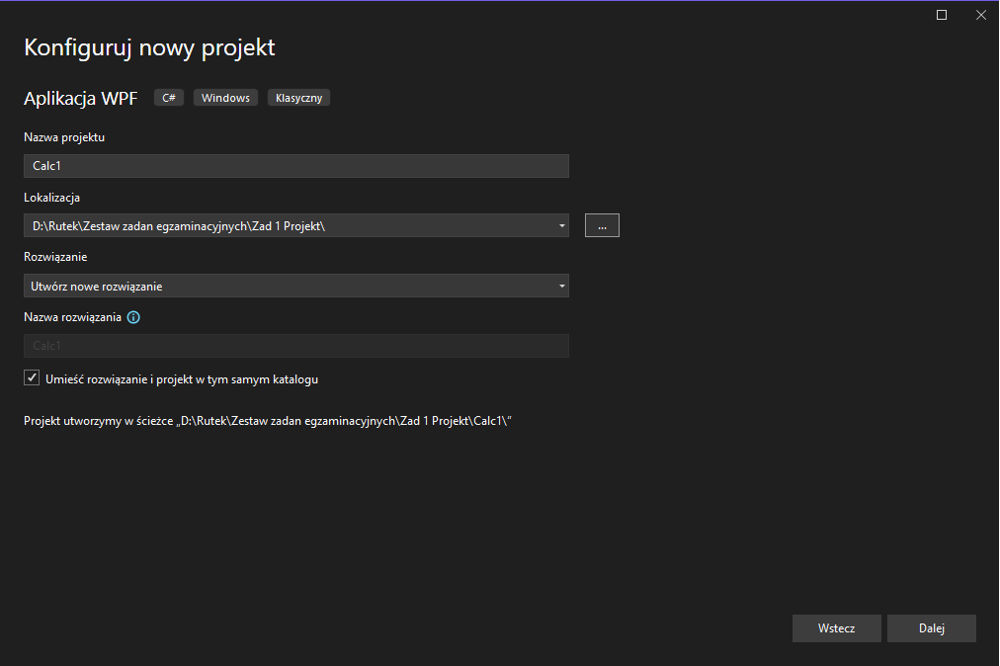 Konfiguruj nowy projekt
Aplikacja WPF C# Windows Klasyczny
Nazwa projektu
Calc1
Lokalizacja
D:\Rutek\Zestaw zadan egzaminacyjnych\Zad 1 Projekt\ ...
Rozwiązanie
Utwórz nowe rozwiązanie
Nazwa rozwiązania
Calc1
Umieść rozwiązanie i projekt w tym samym katalogu
Projekt utworzymy w ścieżce „D:\Rutek\Zestaw zadan egzaminacyjnych\Zad 1 Projekt\Calc1\”
Wstecz Dalej